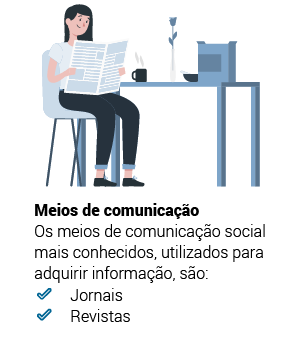 Meios de comunicação
Os meios de comunicação social
mais conhecidos, utilizados para
adquirir informação, são:
Jornais
Revistas